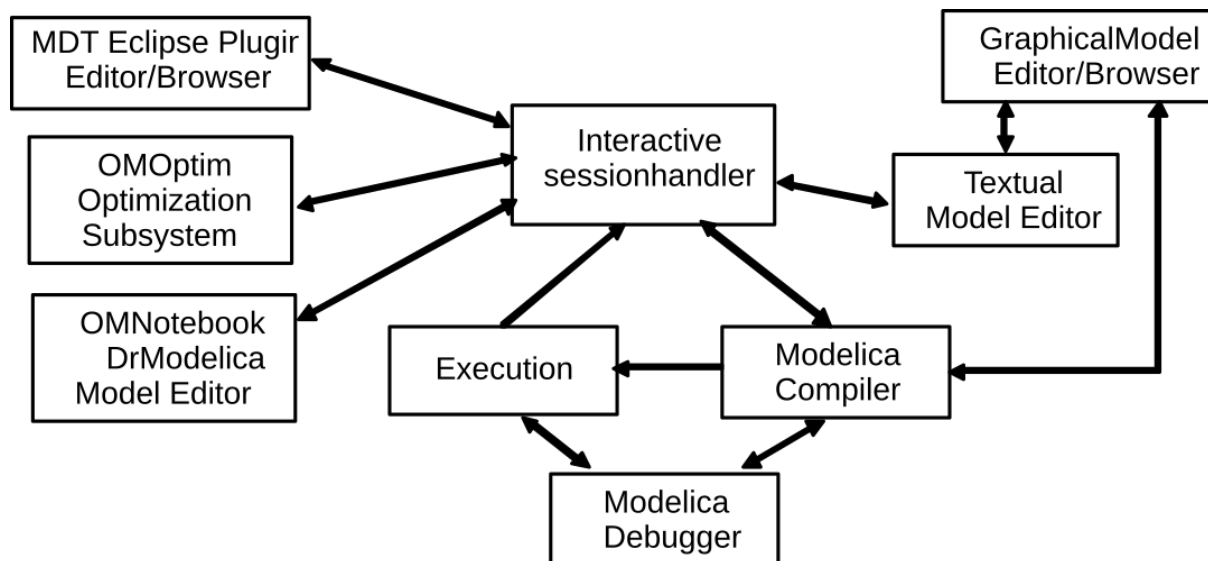 MDT Eclipse Plugin
Editor/Browser
GraphicalModel
Editor/Browser
Interactive
sessionhandler
OMOptim
Optimization
Subsystem
Textual
Model Editor
OMNotebook
DrModelica
Model Editor
Execution
Modelica
Compiler
Modelica
Debugger